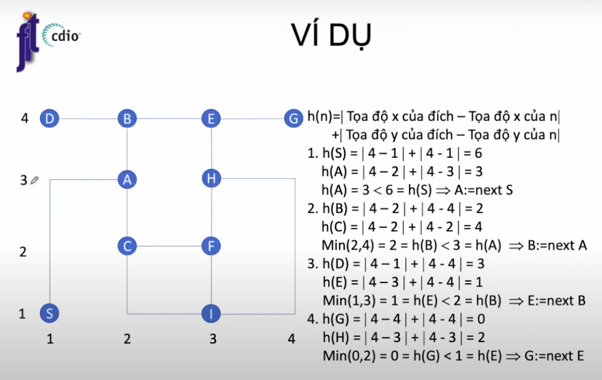 fit cdio
VÍ DỤ
4 D B E G
3 A H
2 C F
1 S I
1 2 3 4
h(n)=| Tọa độ x của đích – Tọa độ x của n|
+| Tọa độ y của đích – Tọa độ y của n|
1. h(S) = | 4 – 1 | + | 4 - 1 | = 6
h(A) = | 4 – 2 | + | 4 - 3 | = 3
h(A) = 3 < 6 = h(S) ⟹ A:=next S
2. h(B) = | 4 – 2 | + | 4 - 4 | = 2
h(C) = | 4 – 2 | + | 4 - 2 | = 4
Min(2,4) = 2 = h(B) < 3 = h(A) ⟹ B:=next A
3. h(D) = | 4 – 1 | + | 4 - 4 | = 3
h(E) = | 4 – 3 | + | 4 - 4 | = 1
Min(1,3) = 1 = h(E) < 2 = h(B) ⟹ E:=next B
4. h(G) = | 4 – 4 | + | 4 - 4 | = 0
h(H) = | 4 – 3 | + | 4 - 3 | = 2
Min(0,2) = 0 = h(G) < 1 = h(E) ⟹ G:=next E